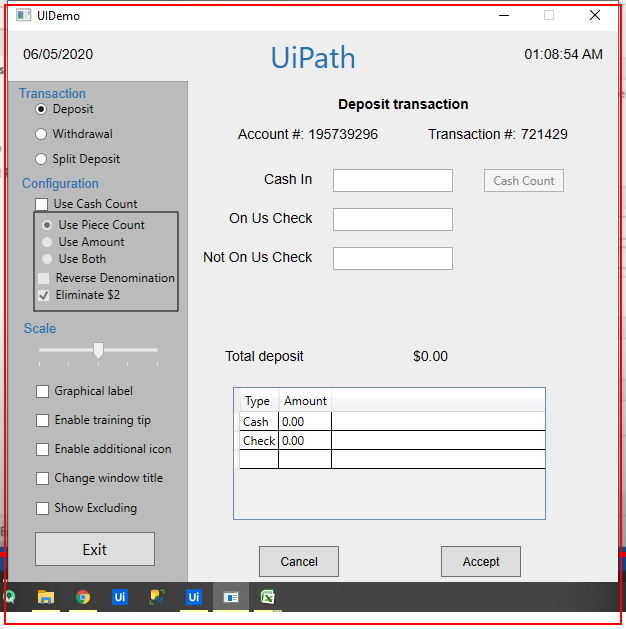 UIDemo
06/05/2020
UiPath
01:08:54 AM
Transaction
Deposit
Withdrawal
Split Deposit
Configuration
Use Cash Count
Use Piece Count
Use Amount
Use Both
Reverse Denomination
Eliminate $2
Scale
Graphical label
Enable training tip
Enable additional icon
Change window title
Show Excluding
Exit
Deposit transaction
Account #: 195739296 Transaction #: 721429
Cash In
Cash Count
On Us Check
Not On Us Check
Total deposit $0.00
Type Amount
Cash 0.00
Check 0.00
Cancel Accept
Ui
Ui